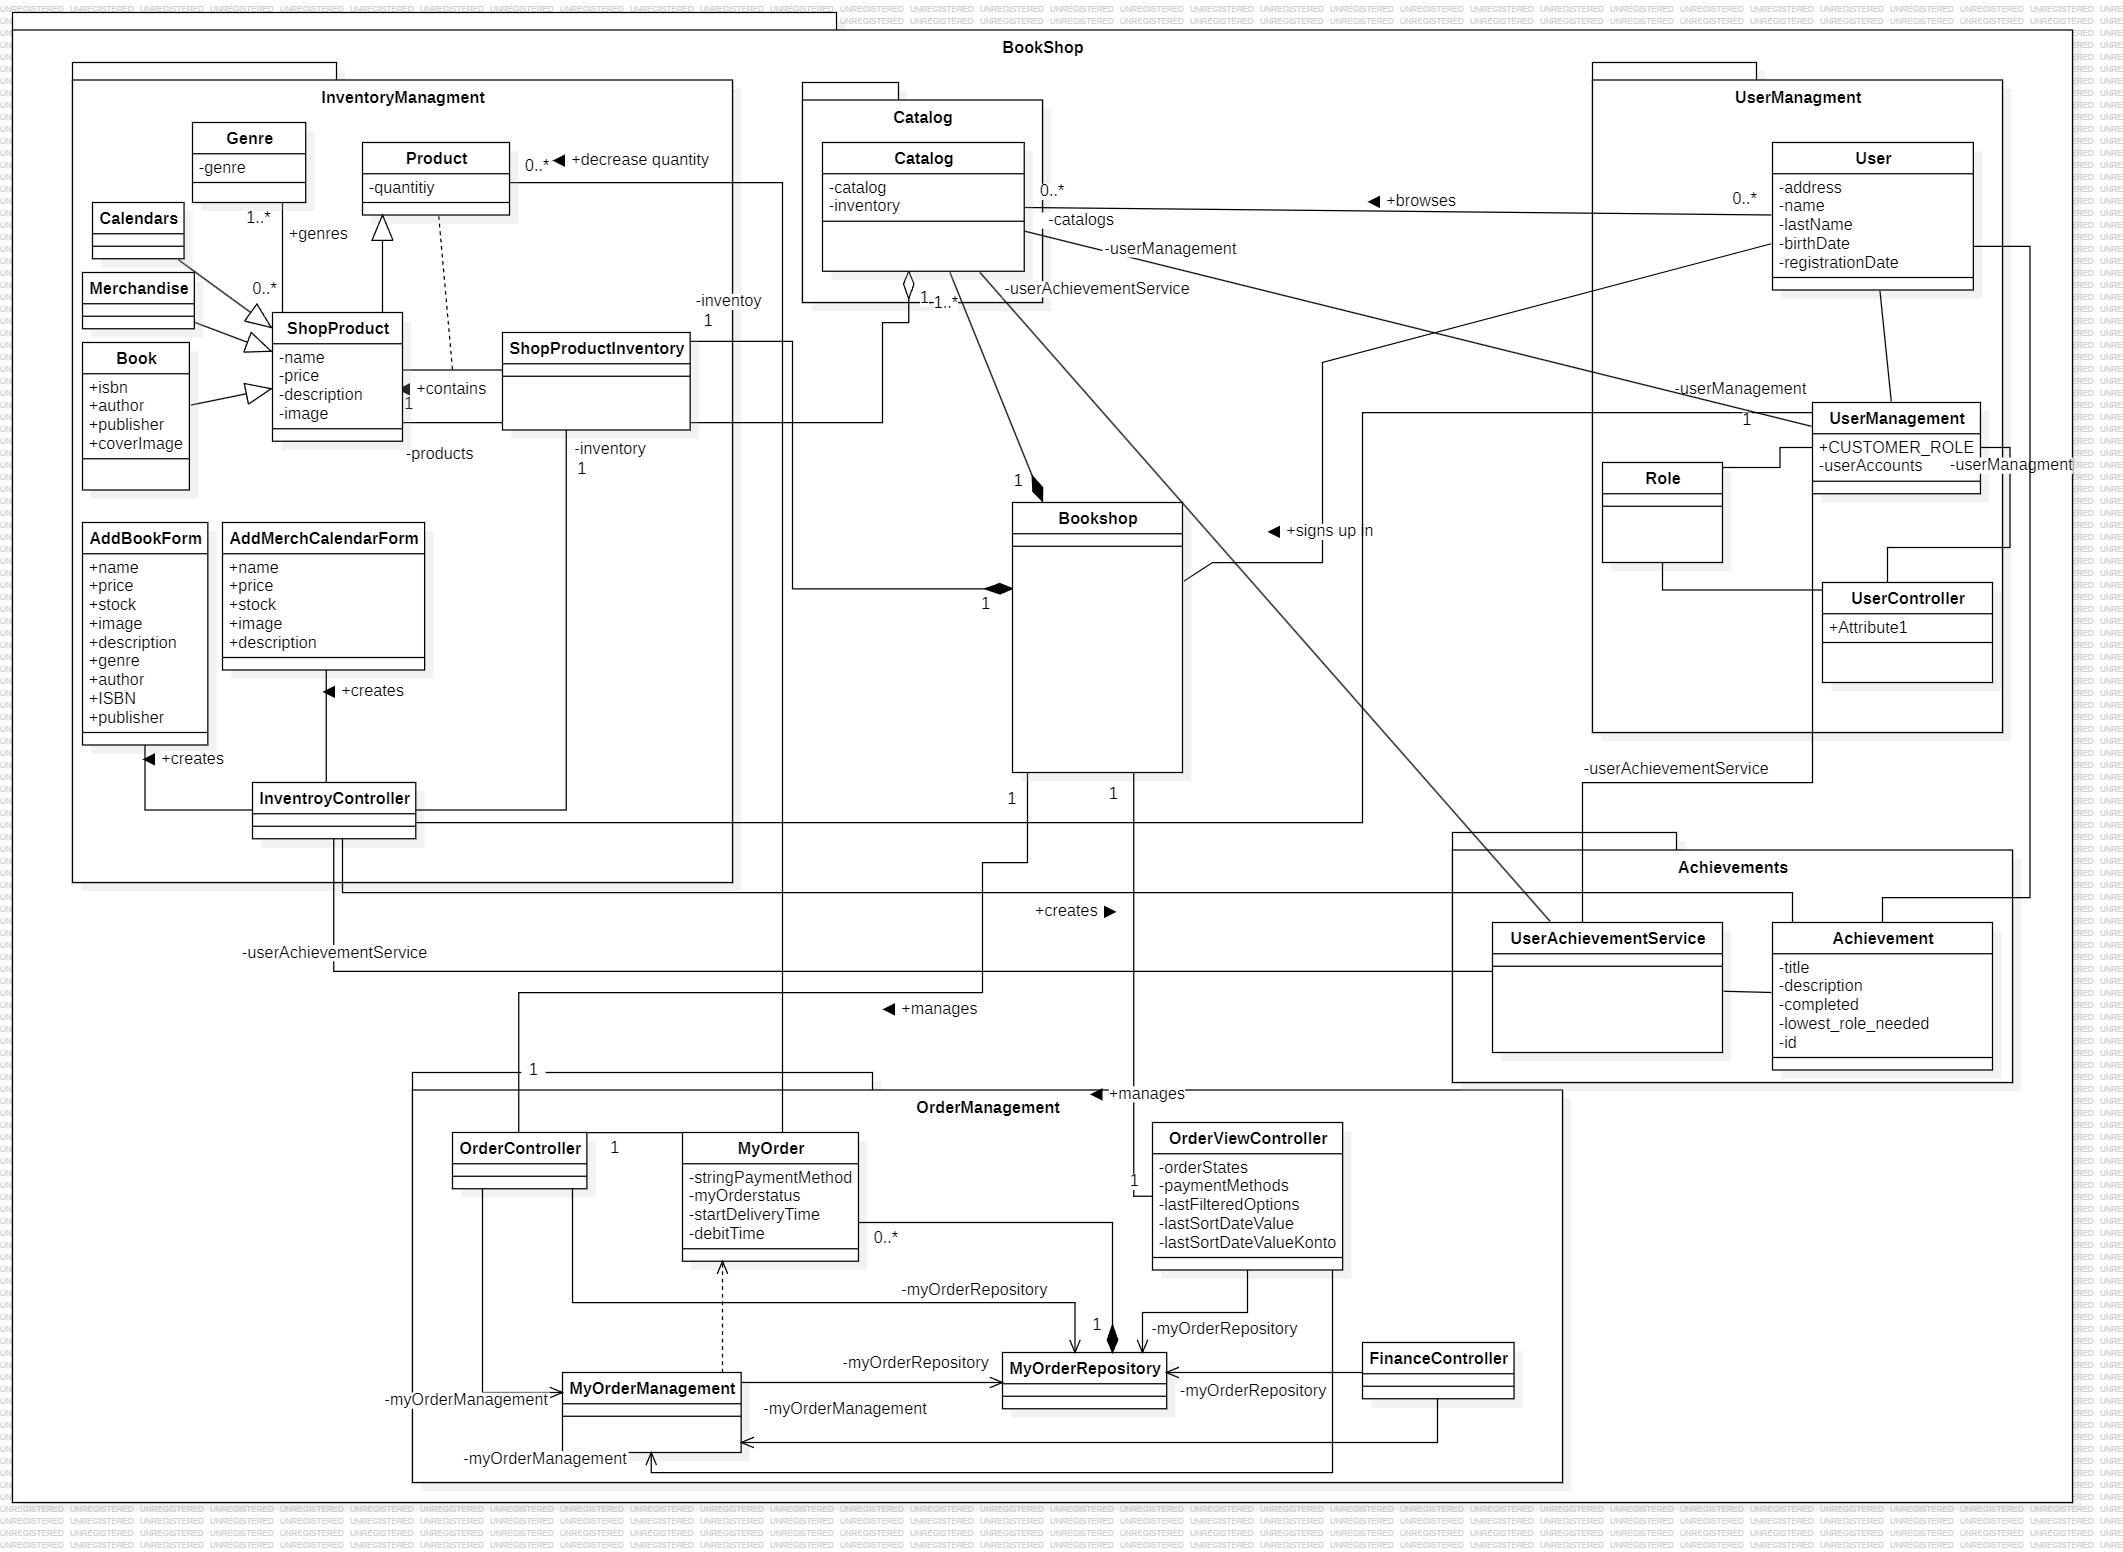 BookShop
InventoryManagment
Genre
-genre
1..*
+genres
0..*
Product
-quantitiy
0..*
+decrease quantity
Calendars
Merchandise
Book
+isbn
+author
+publisher
+coverImage
ShopProduct
-name
-price
-description
-image
+contains
1
-products
ShopProductInventory
-inventoy
1
-inventory
1
AddBookForm
+name
+price
+stock
+image
+description
+genre
+author
+ISBN
+publisher
+creates
AddMerchCalendarForm
+name
+price
+stock
+image
+description
+creates
InventroyController
-userAchievementService
Catalog
Catalog
-catalog
-inventory
0..*
-catalogs
-userManagement
-userAchievementService
1
-1..*
+browses
0..*
1
Bookshop
1
1
1
+signs up in
+creates
+manages
1
UserManagment
User
-address
-name
-lastName
-birthDate
-registrationDate
-userManagement
1
UserManagement
+CUSTOMER_ROLE
-userAccounts
-userManagment
Role
UserController
+Attribute1
-userAchievementService
Achievements
UserAchievementService
Achievement
-title
-description
-completed
-lowest_role_needed
-id
OrderManagement
+manages
1
OrderController
1
MyOrder
-stringPaymentMethod
-myOrderstatus
-startDeliveryTime
-debitTime
0..*
OrderViewController
-orderStates
-paymentMethods
-lastFilteredOptions
-lastSortDateValue
-lastSortDateValueKonto
-myOrderRepository
1
-myOrderRepository
-myOrderRepository
MyOrderRepository
-myOrderRepository
FinanceController
-myOrderManagement
MyOrderManagement
-myOrderManagement
-myOrderManagement
UNREGISTERED